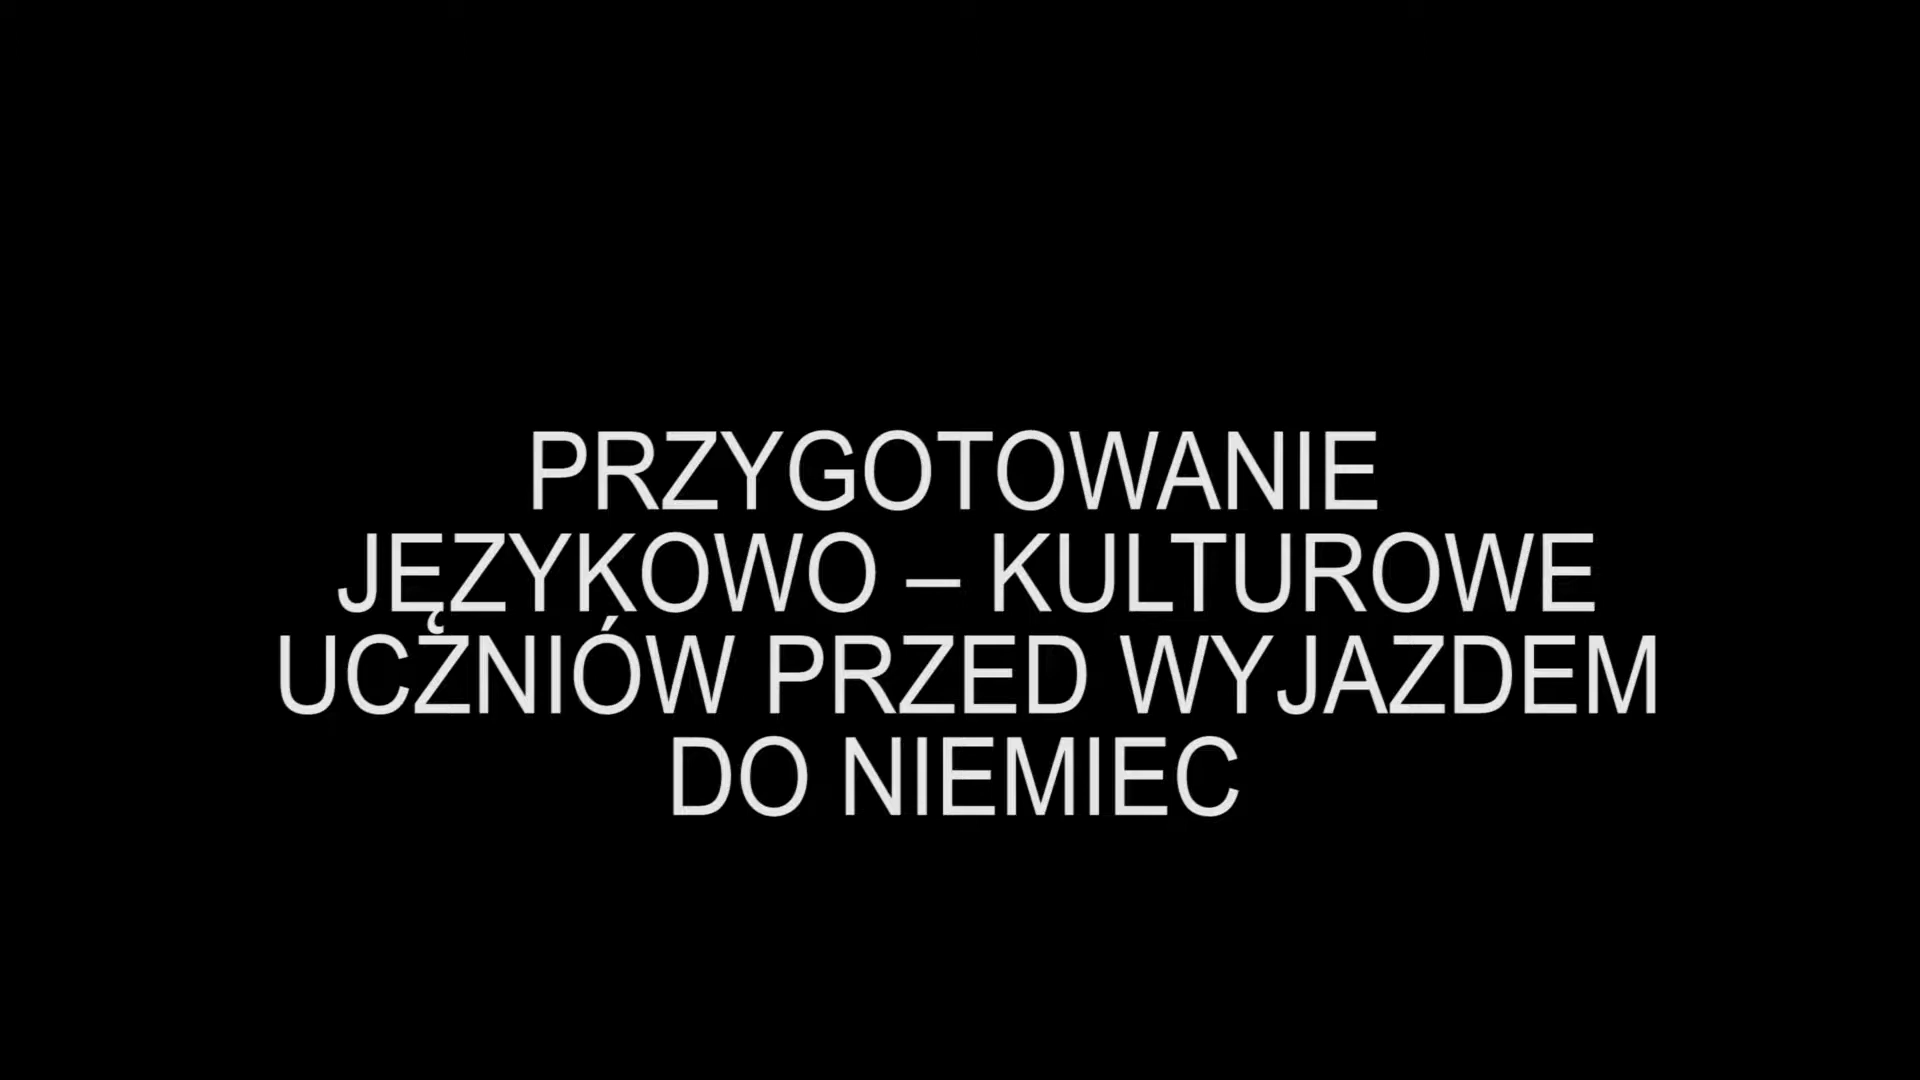 PRZYGOTOWANIE
JĘZYKOWO – KULTUROWE
UCZNIÓW PRZED WYJAZDEM
DO NIEMIEC